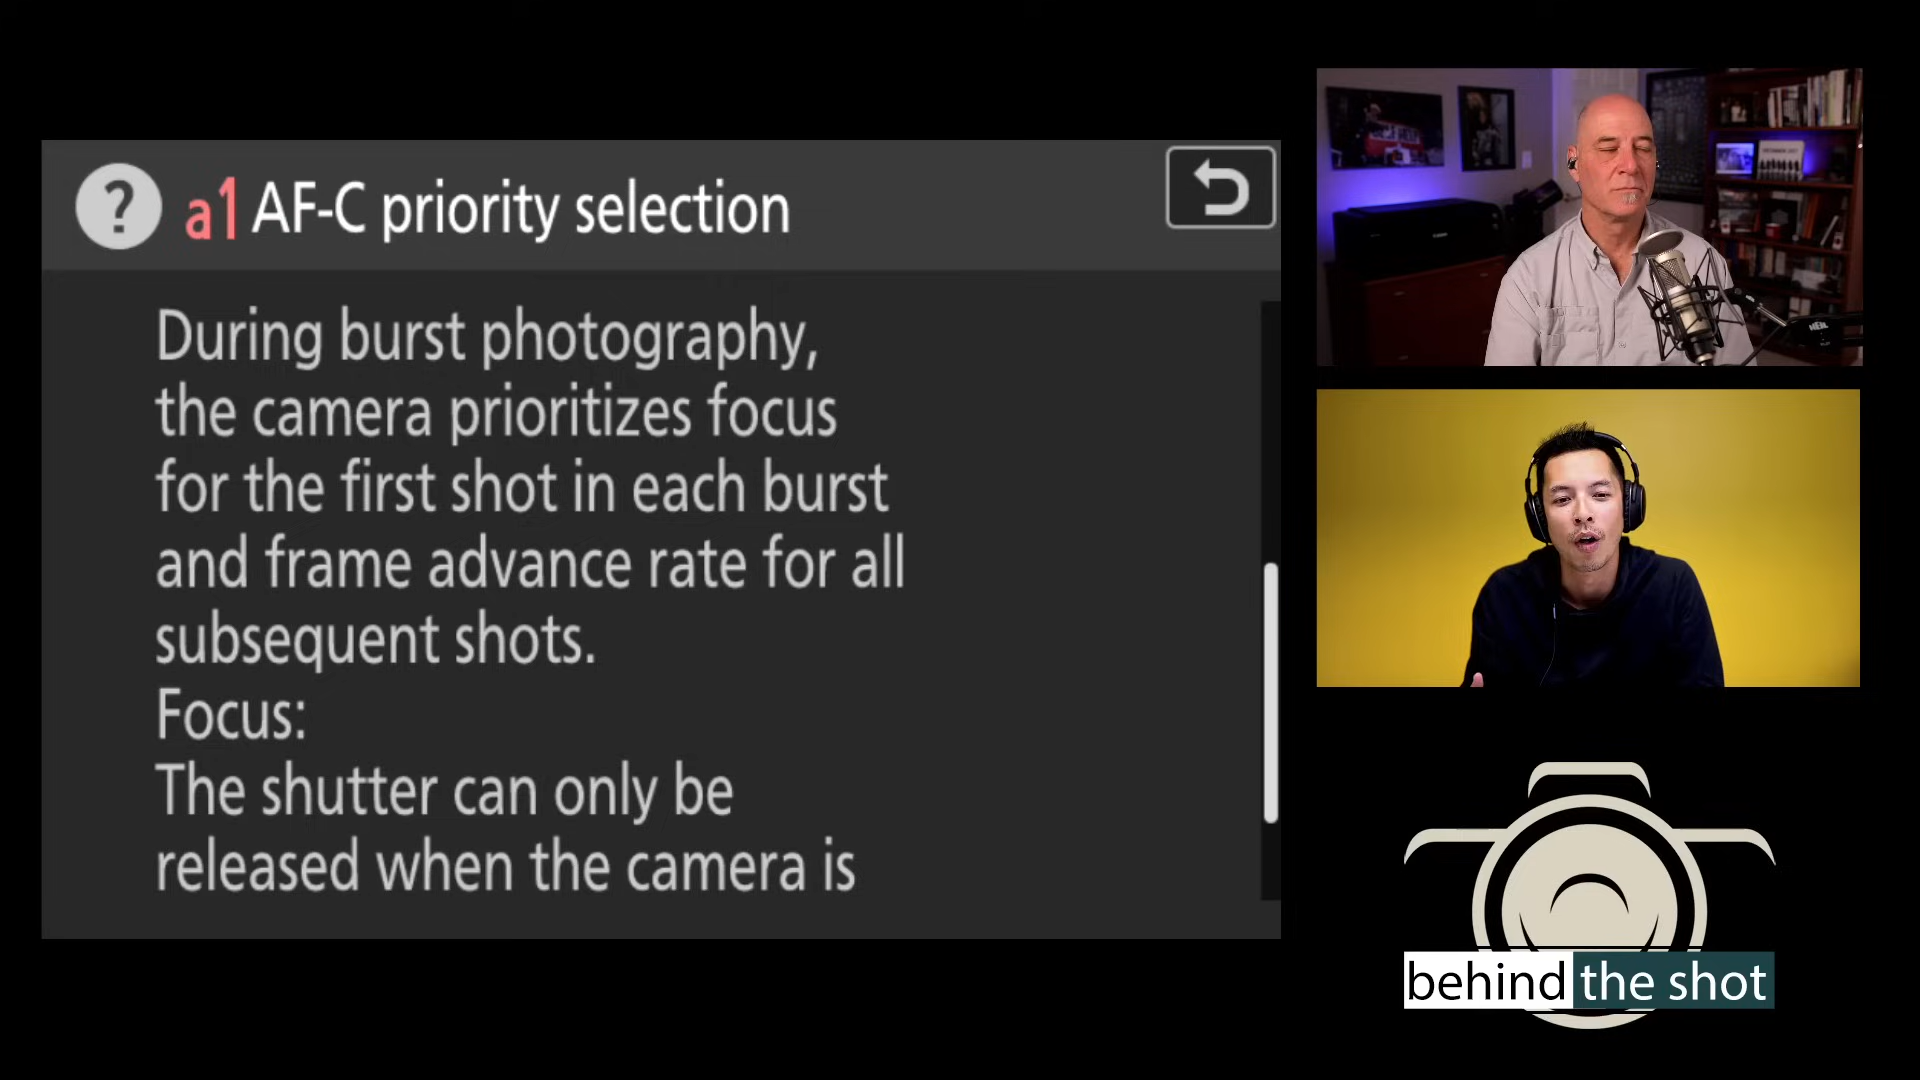 ? a1 AF-C priority selection
During burst photography,
the camera prioritizes focus
for the first shot in each burst
and frame advance rate for all
subsequent shots.
Focus:
The shutter can only be
released when the camera is
behind the shot